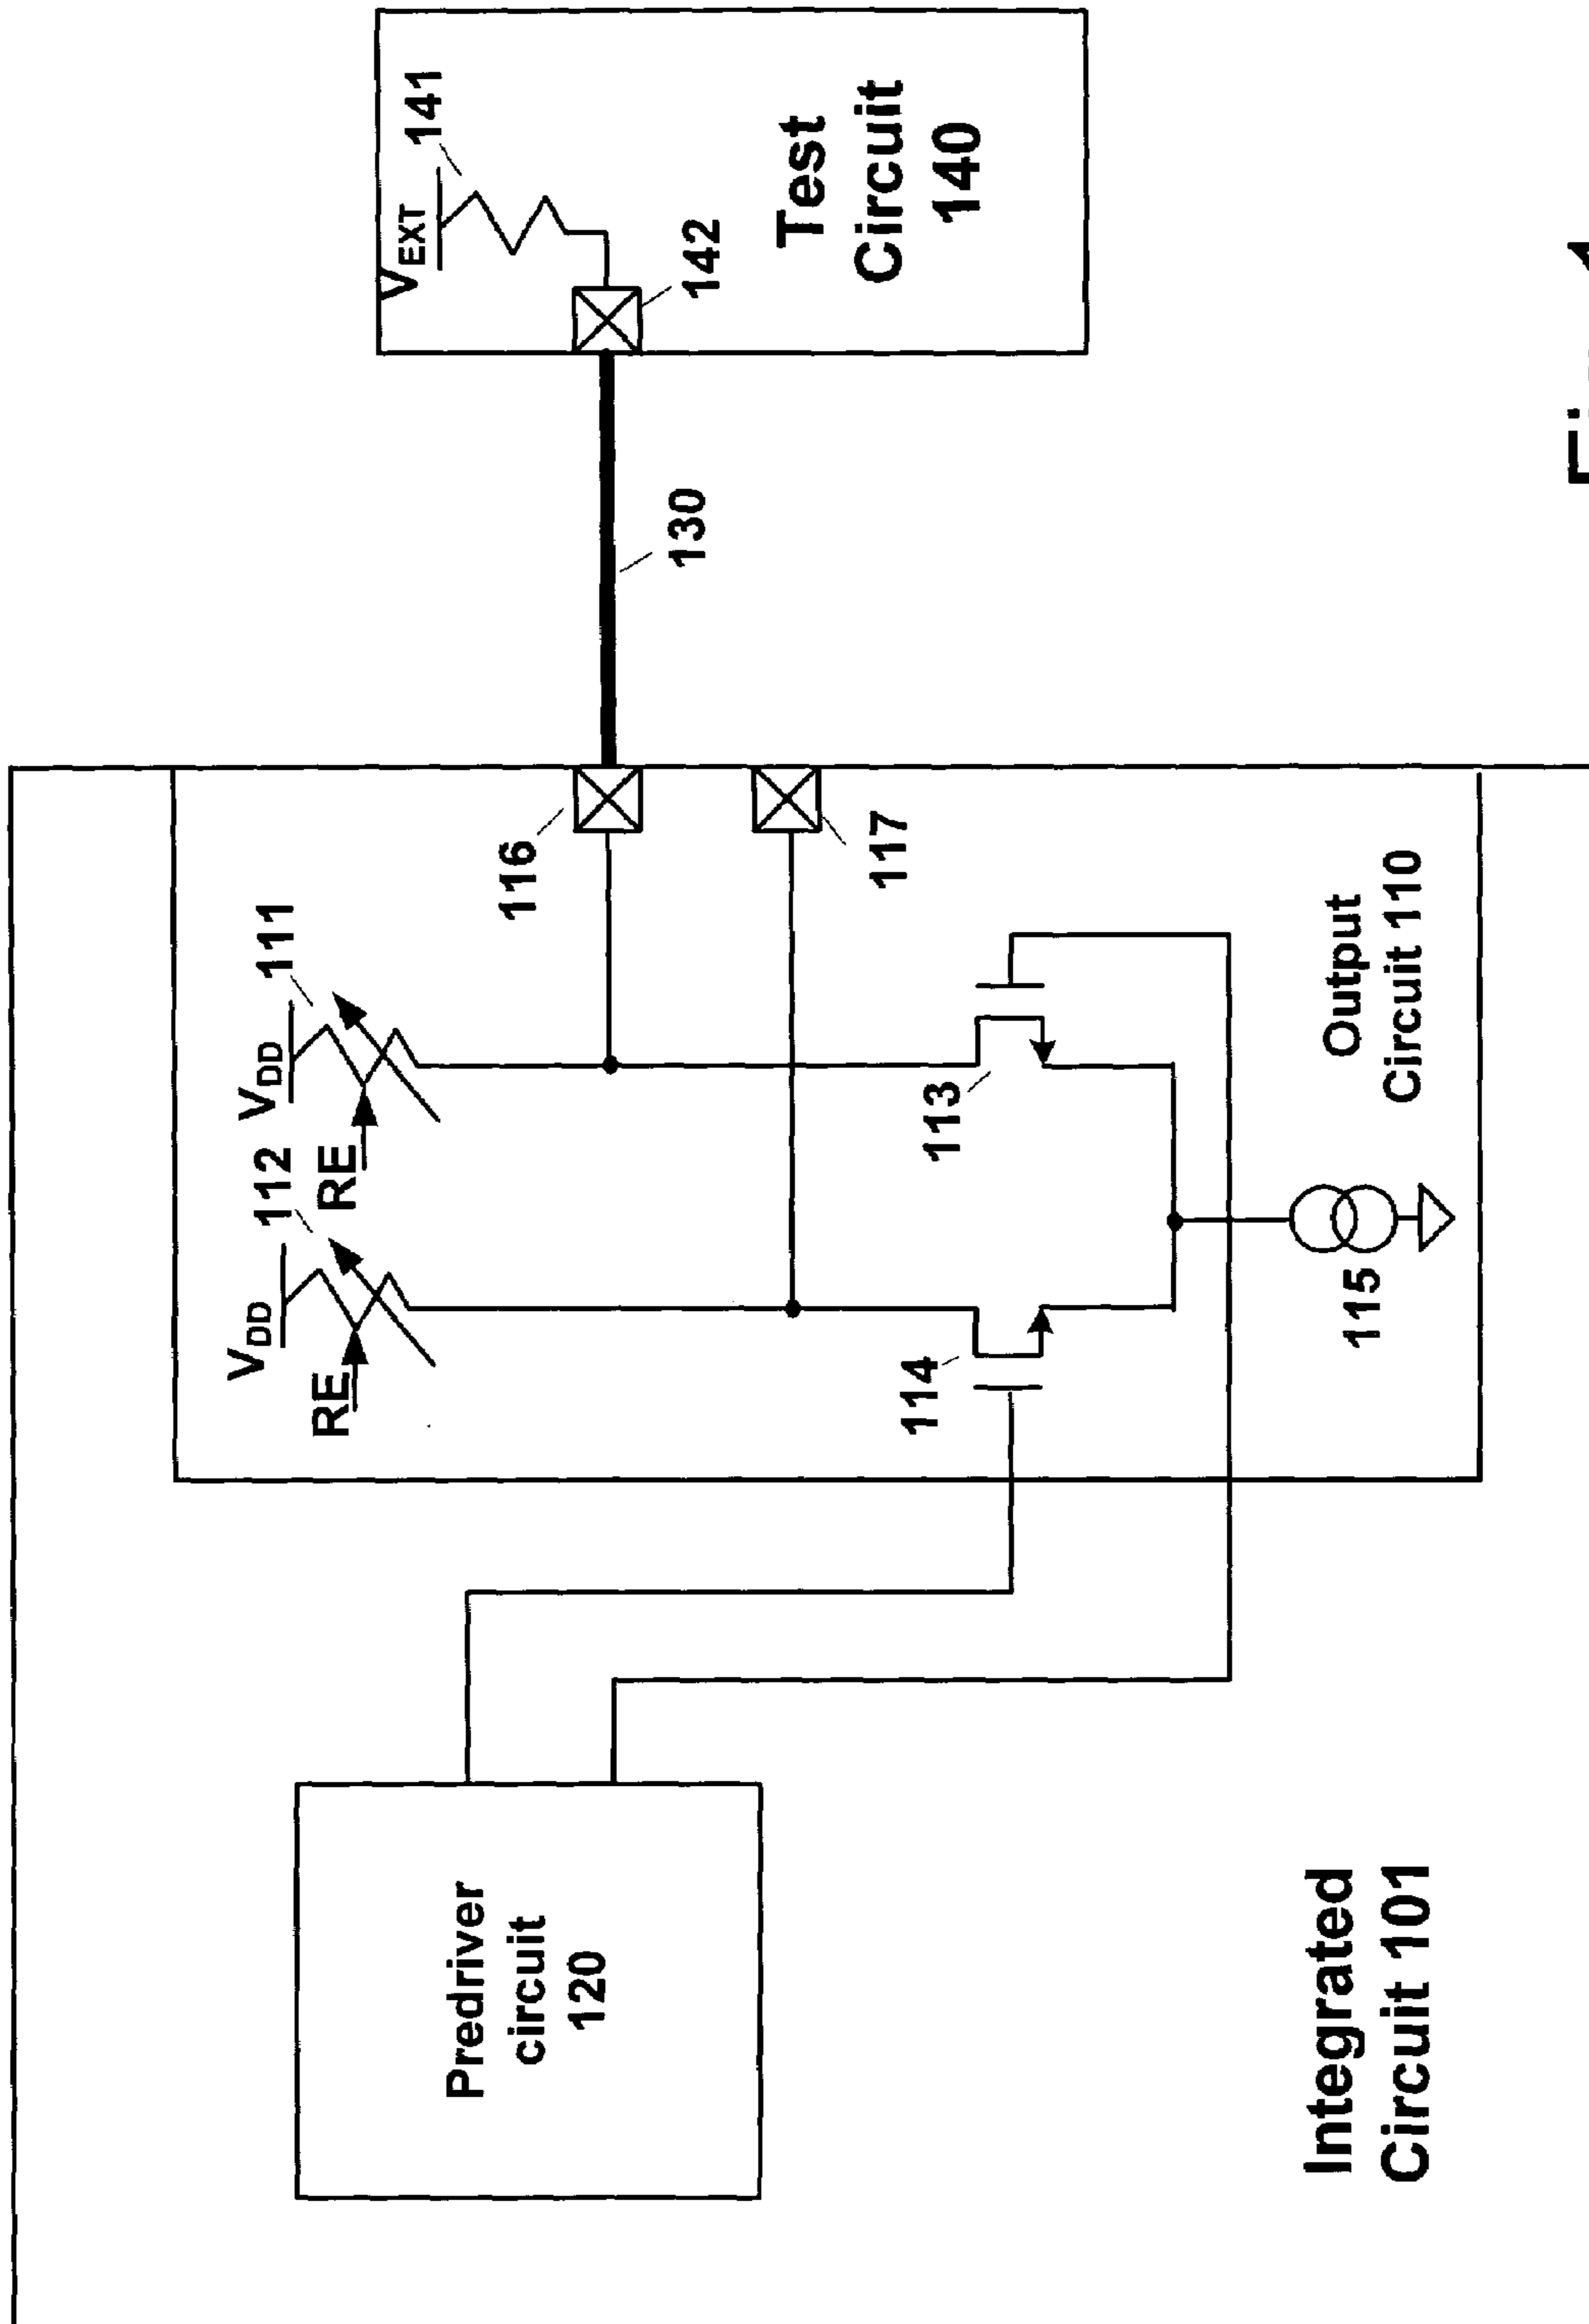 V_DD
112
RE
V_DD
111
RE
116
117
114
113
115
Output
Circuit 110
Predriver
circuit
120
Integrated
Circuit 101
130
V_EXT
141
142
Test
Circuit
140